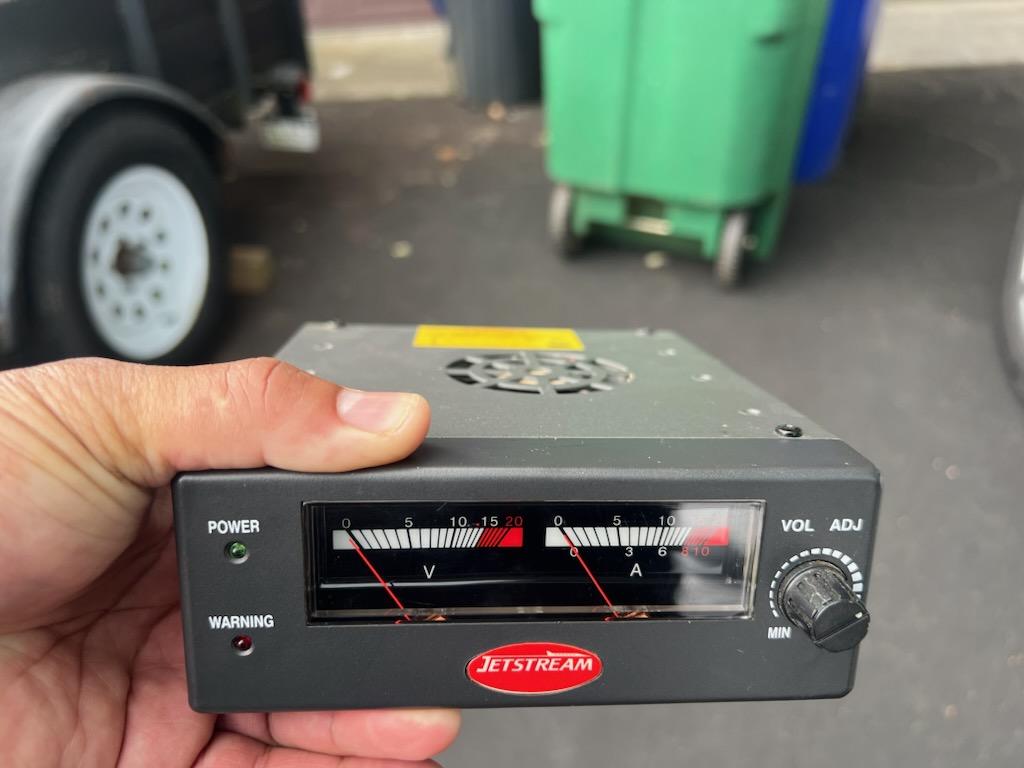 POWER
WARNING
0 5 10 15 20
V
0 5 10
0 3 6 8 10
A
VOL ADJ
MIN
JETSTREAM